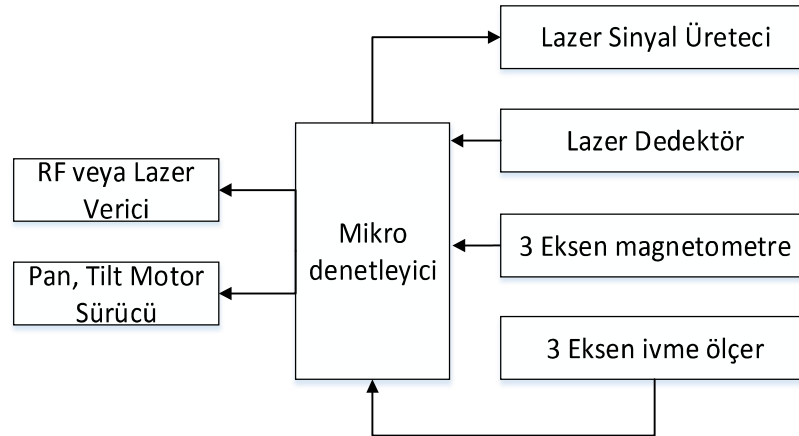 Lazer Sinyal Üreteci
Lazer Dedektör
RF veya Lazer
Verici
Mikro
denetleyici
3 Eksen magnetometre
Pan, Tilt Motor
Sürücü
3 Eksen ivme ölçer